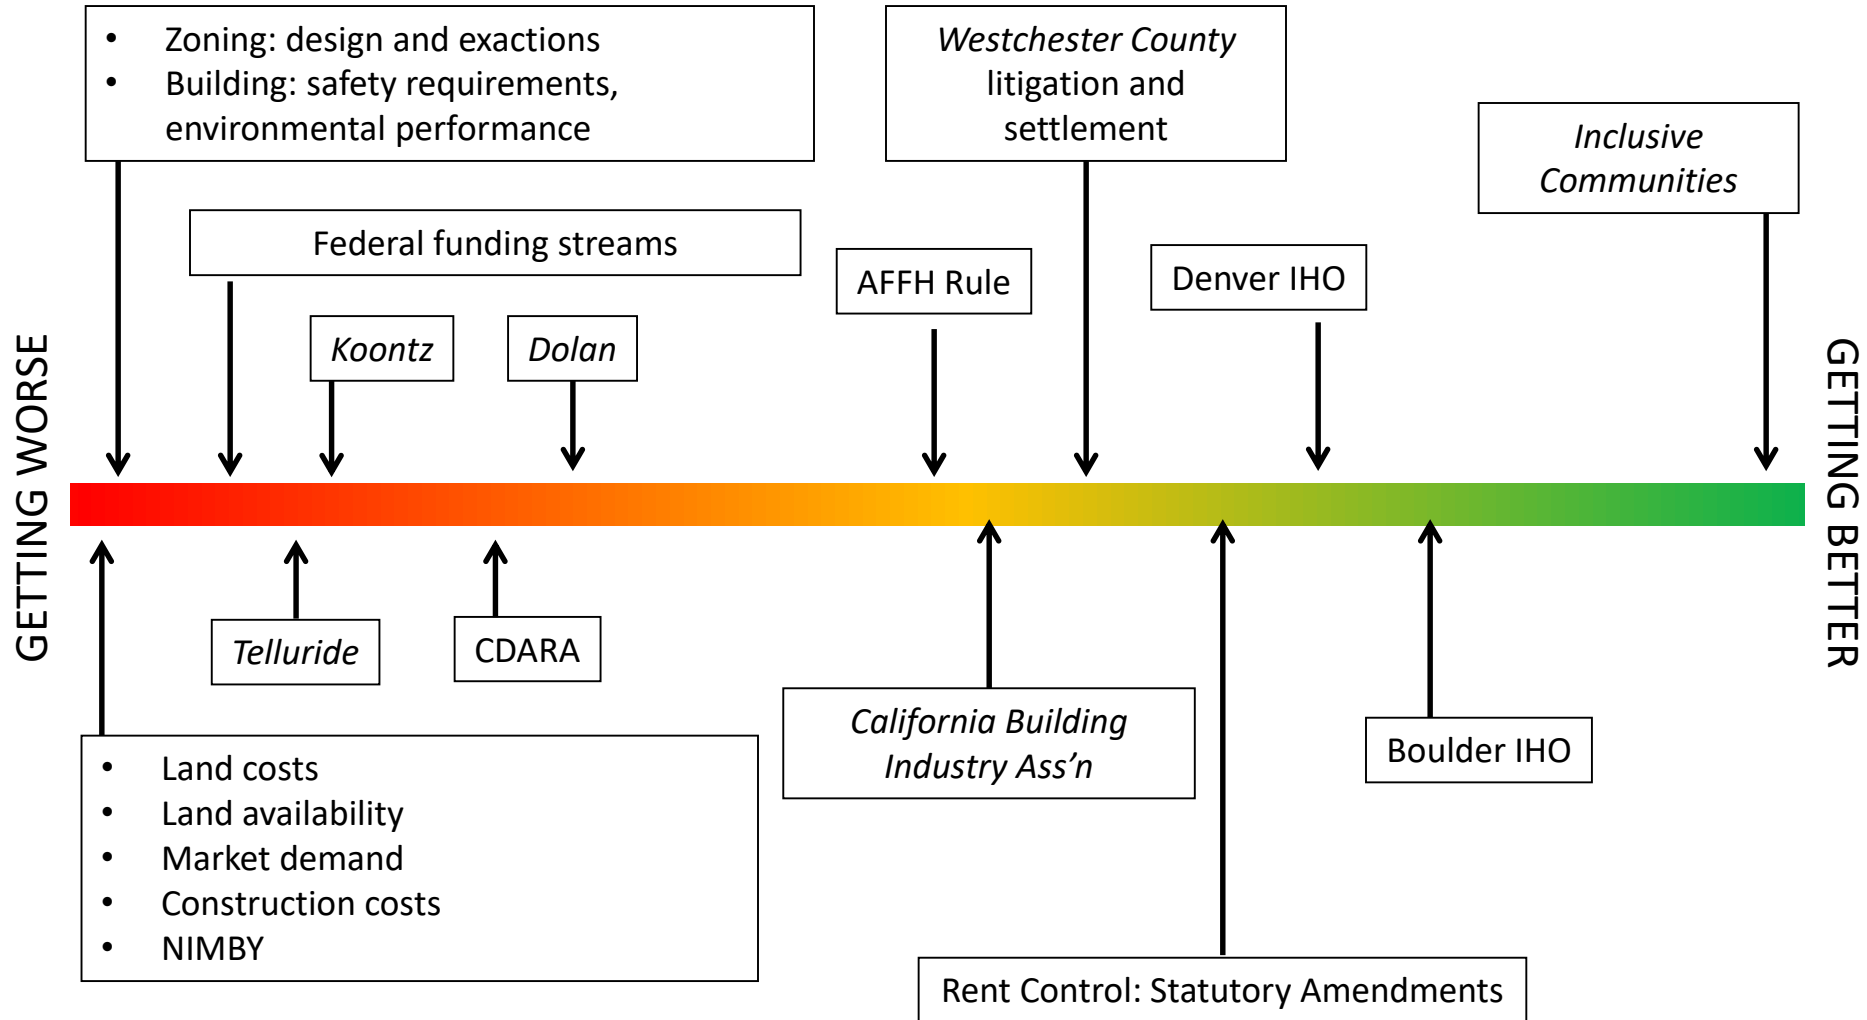 • Zoning: design and exactions
• Building: safety requirements,
environmental performance
Westchester County
litigation and
settlement
Inclusive
Communities
Federal funding streams
AFFH Rule
Denver IHO
Koontz
Dolan
GETTING WORSE
GETTING BETTER
Telluride
CDARA
California Building
Industry Ass’n
Boulder IHO
• Land costs
• Land availability
• Market demand
• Construction costs
• NIMBY
Rent Control: Statutory Amendments